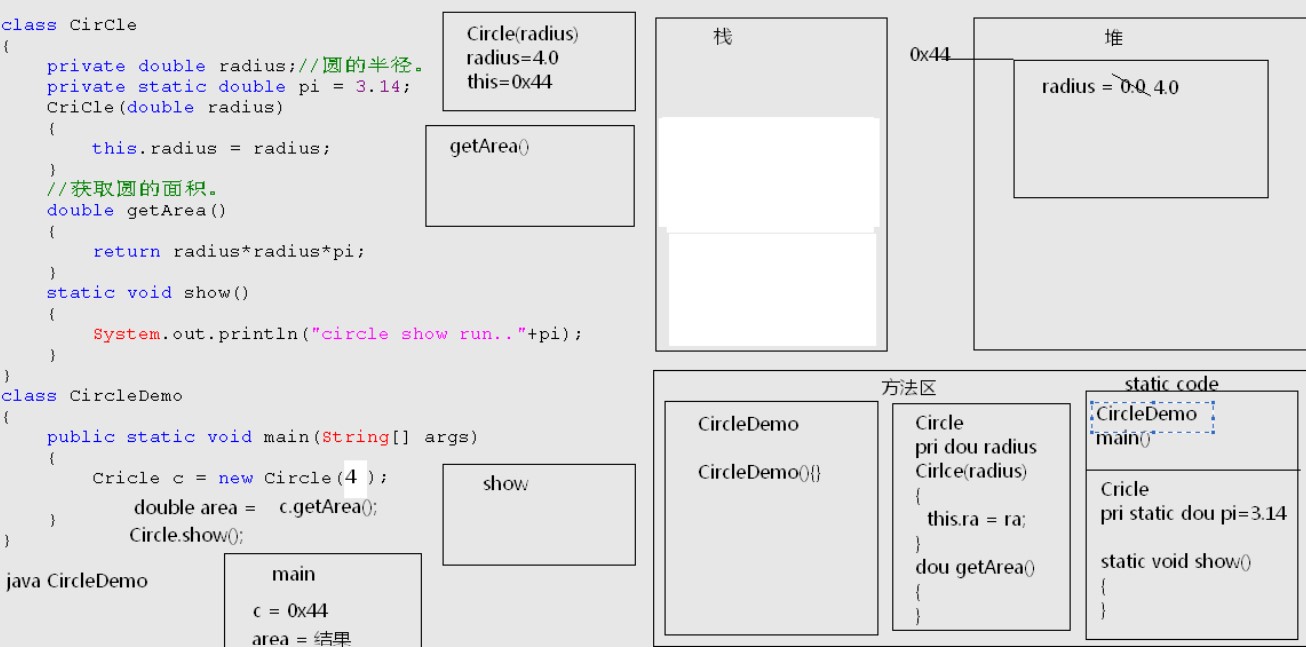 class CirCle
{
private double radius;//圆的半径。
private static double pi = 3.14;
CriCle(double radius)
{
this.radius = radius;
}
//获取圆的面积。
double getArea()
{
return radius*radius*pi;
}
static void show()
{
System.out.println("circle show run.."+pi);
}
}
class CircleDemo
{
public static void main(String[] args)
{
Cricle c = new Circle(4);
double area = c.getArea();
}
Circle.show();
}
java CircleDemo
main
c = 0x44
area = 结果
Circle(radius)
radius=4.0
this=0x44
getArea()
show
栈
0x44
堆
radius = 0.0 4.0
方法区
CircleDemo
CircleDemo(){}
Circle
pri dou radius
Cirlce(radius)
{
this.ra = ra;
}
dou getArea()
{
}
static code
CircleDemo
main()
Cricle
pri static dou pi=3.14
static void show()
{
}